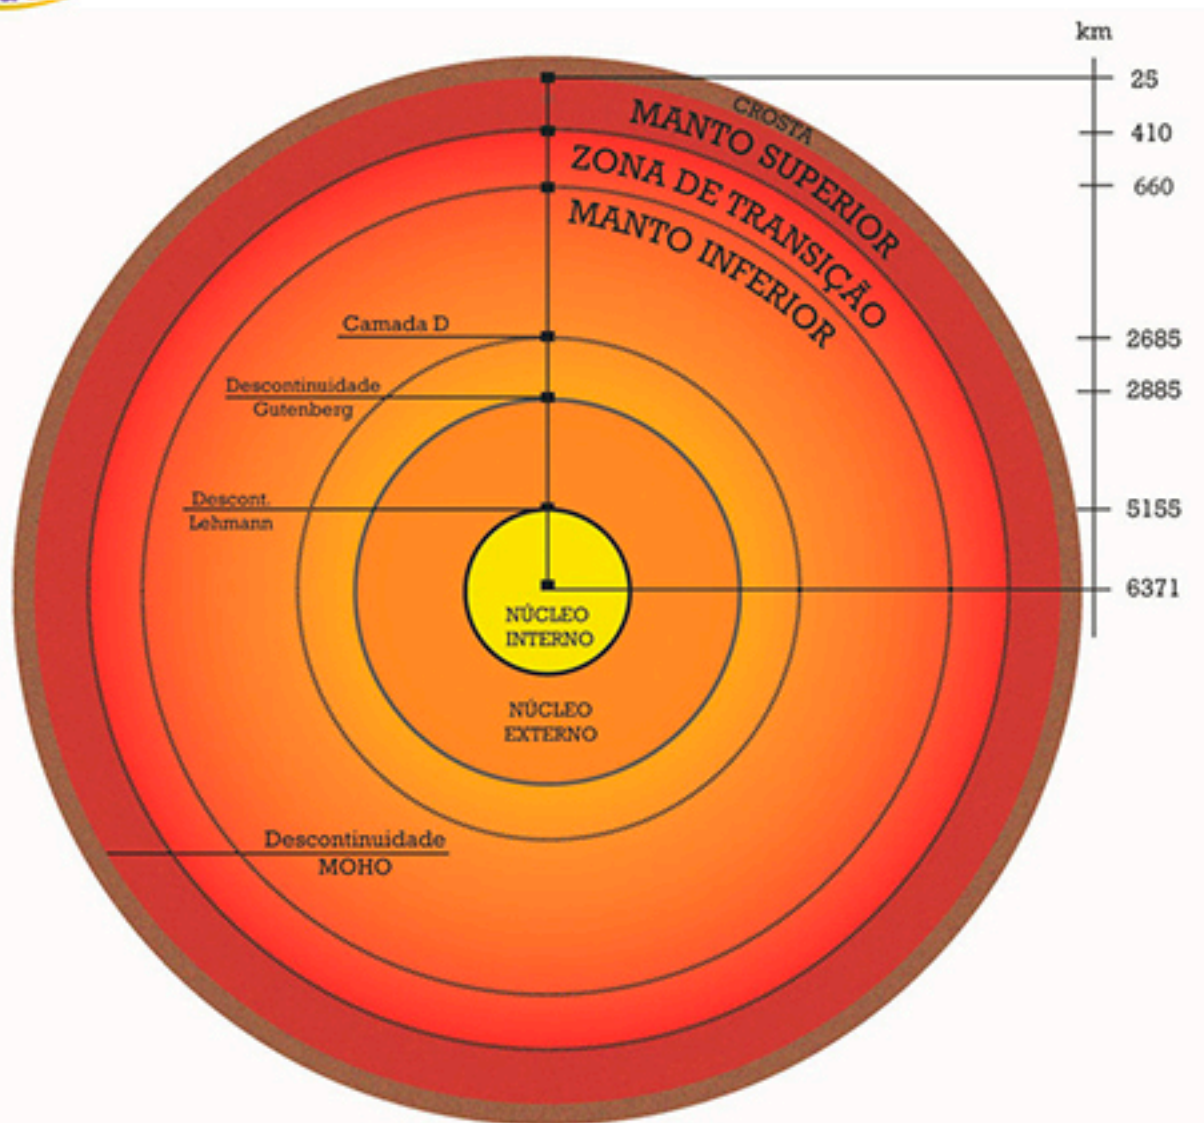 km
25
CROSTA
MANTO SUPERIOR
410
ZONA DE TRANSIÇÃO
660
MANTO INFERIOR
Camada D
2685
Descontinuidade
Gutenberg
2885
Descont.
Lehmann
5155
6371
NÚCLEO
INTERNO
NÚCLEO
EXTERNO
Descontinuidade
MOHO